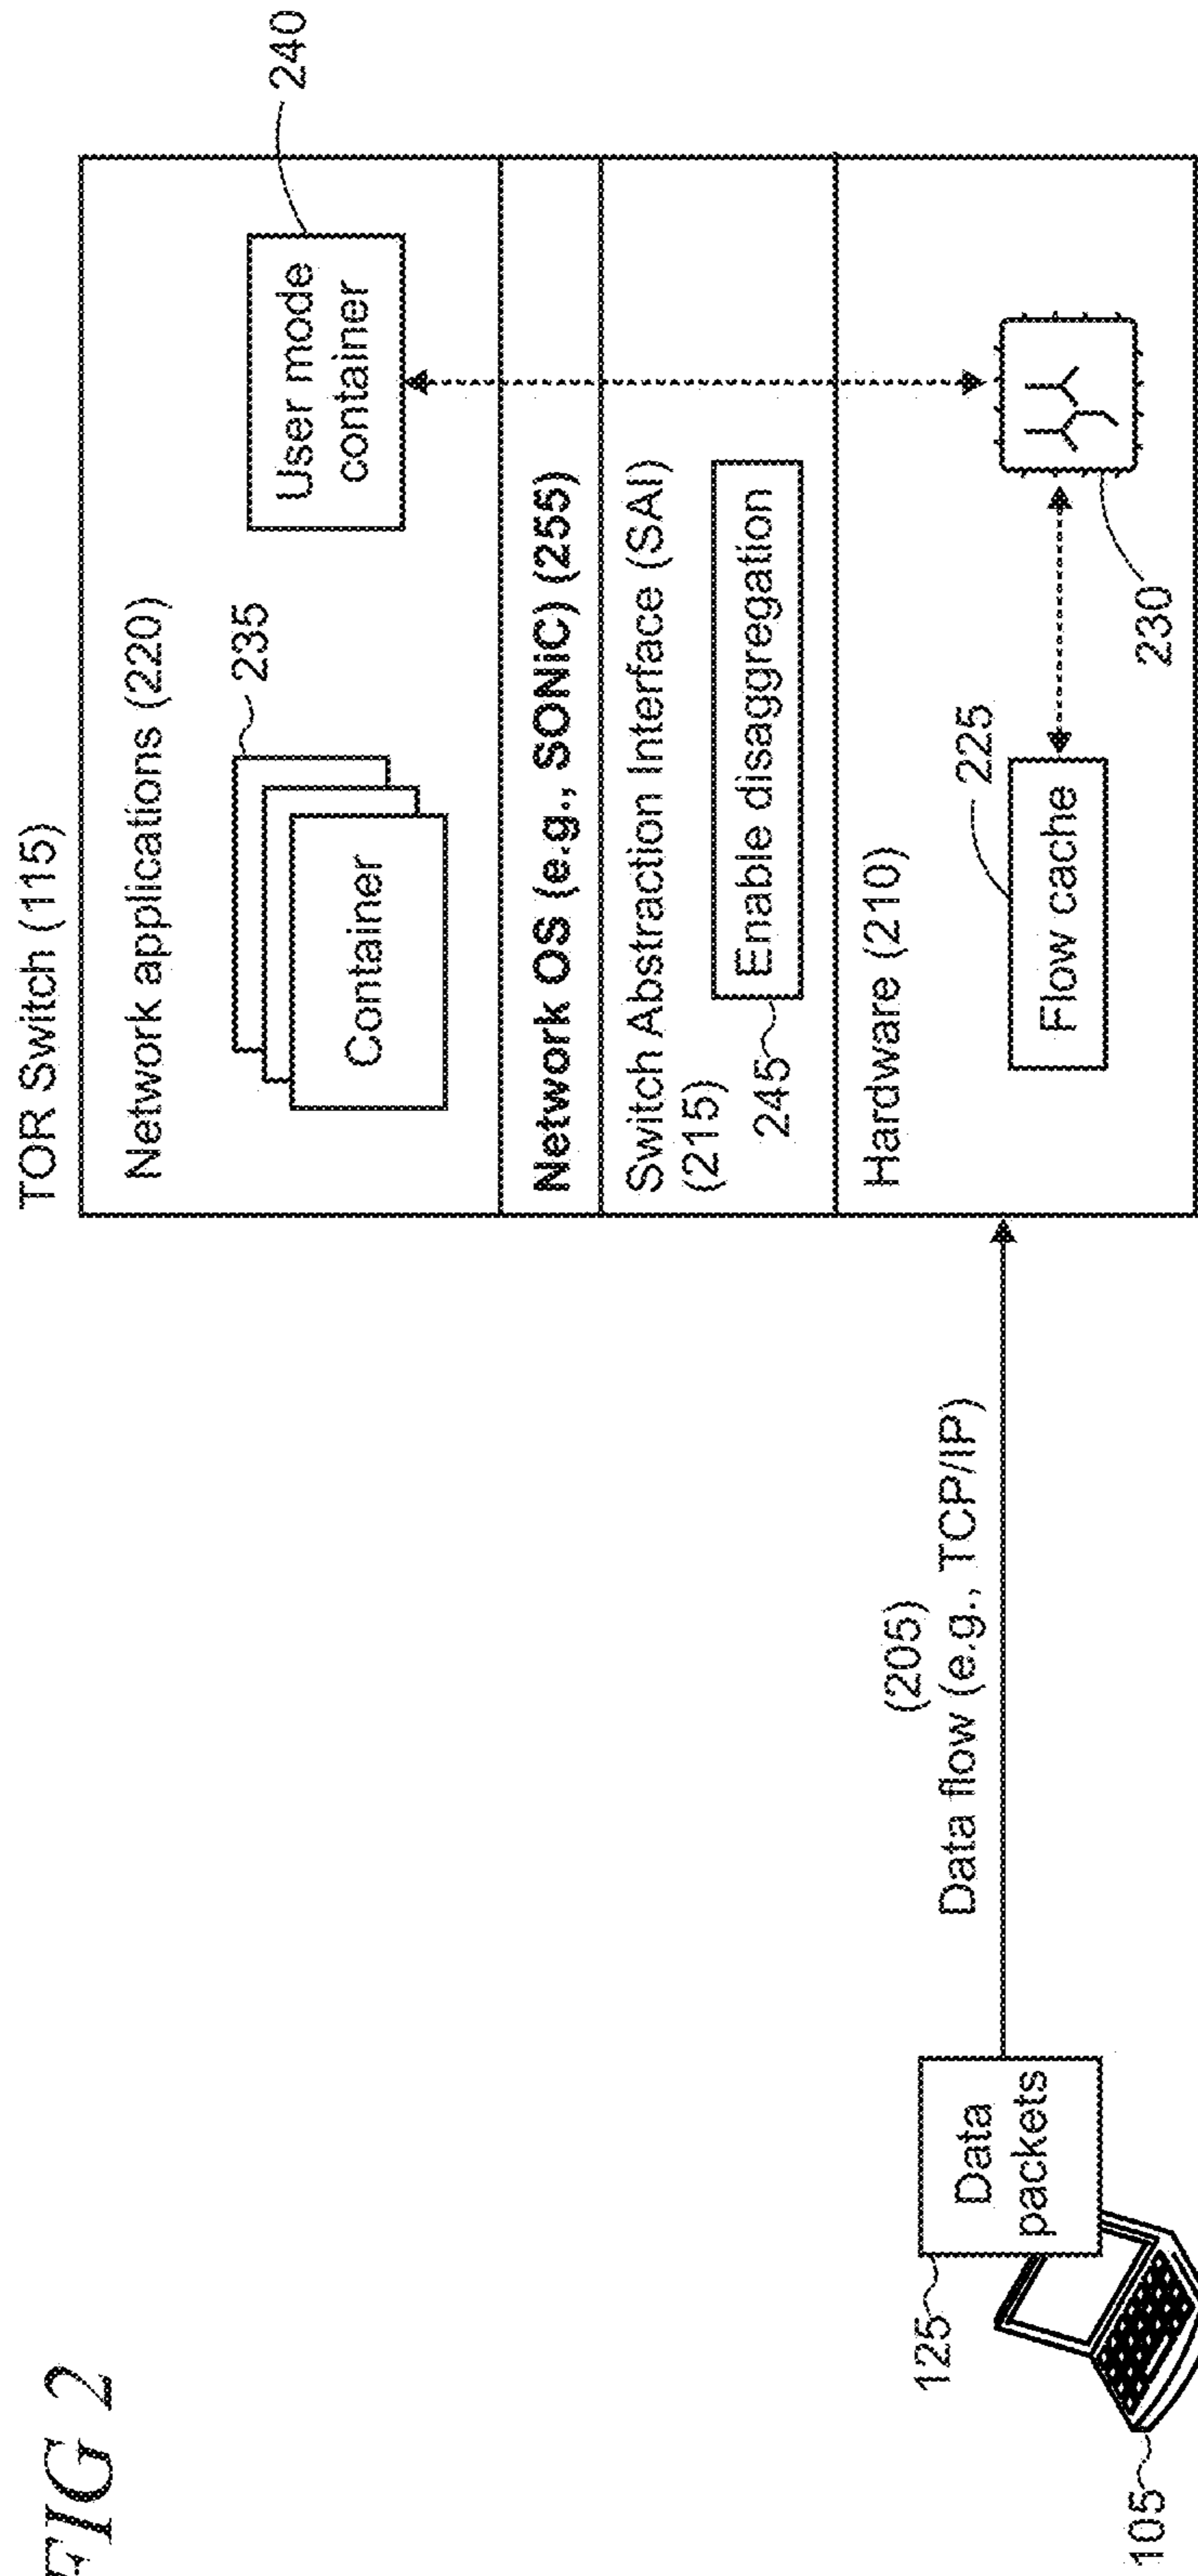 FIG 2
TOR Switch (115)
Network applications (220)
235
240
Container
User mode
container
Network OS (e.g., SONiC) (255)
Switch Abstraction Interface (SAI)
(215)
245
Enable disaggregation
Hardware (210)
225
Flow cache
230
(205)
Data flow (e.g., TCP/IP)
125
Data
packets
105